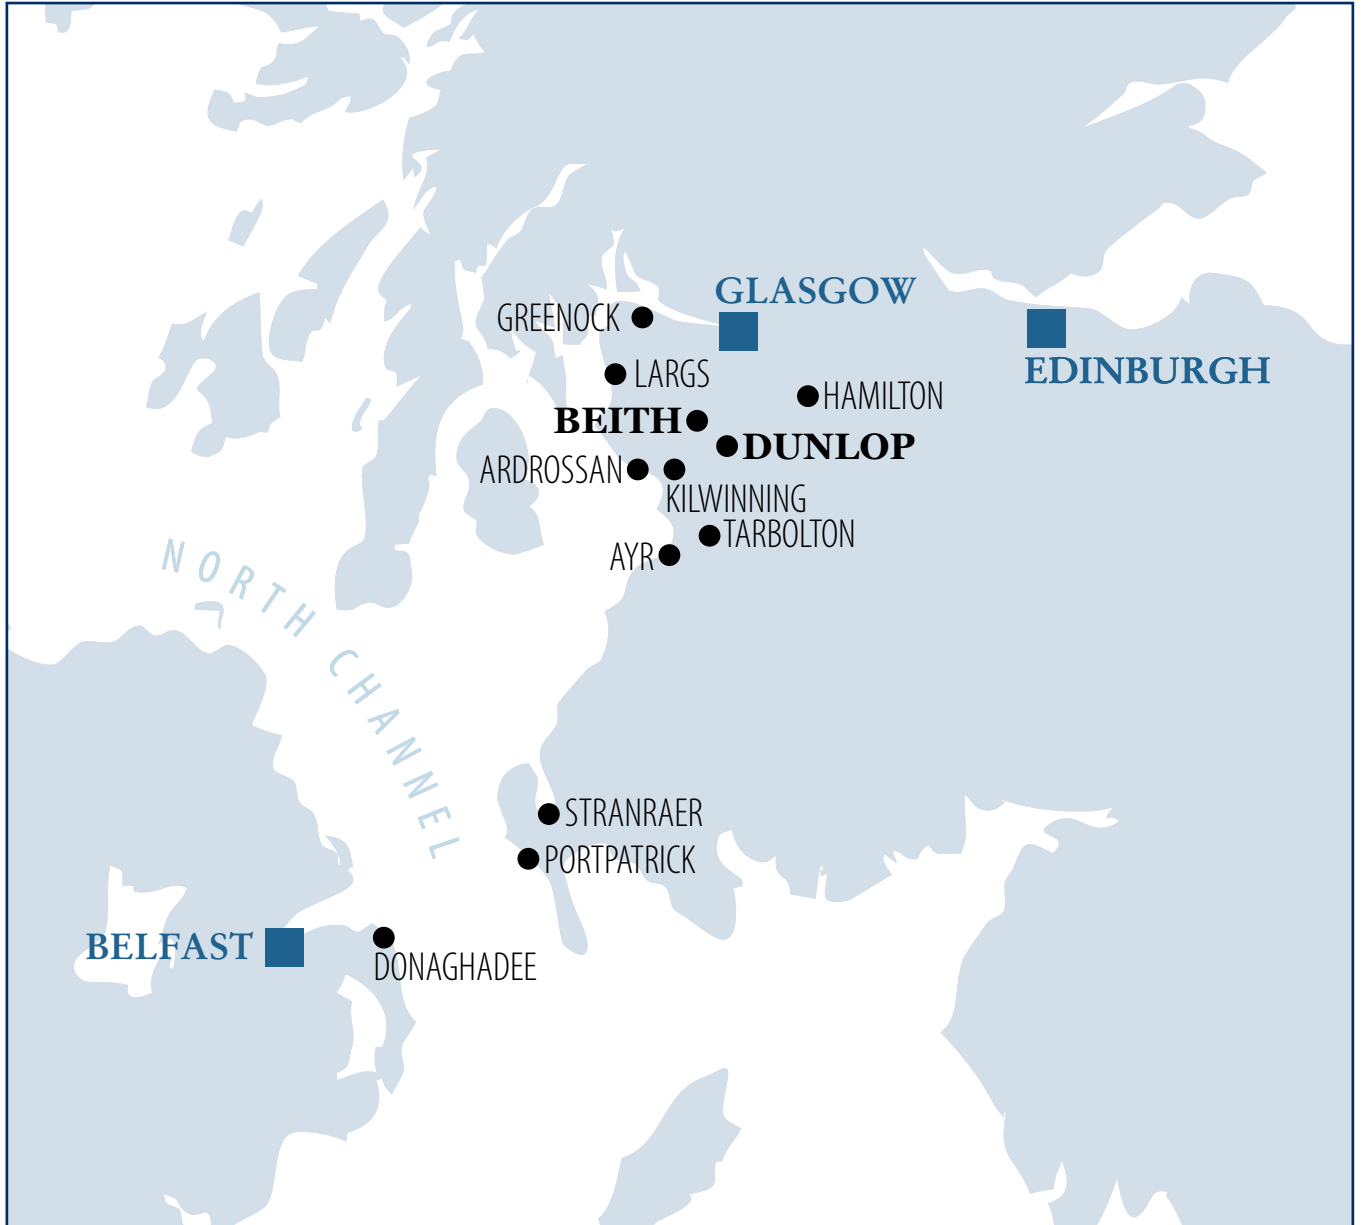 GLASGOW
GREENOCK
EDINBURGH
LARGS
HAMILTON
BEITH
DUNLOP
ARDROSSAN
KILWINNING
TARBOLTON
AYR
NORTH CHANNEL
STRANRAER
PORTPATRICK
BELFAST
DONAGHADEE